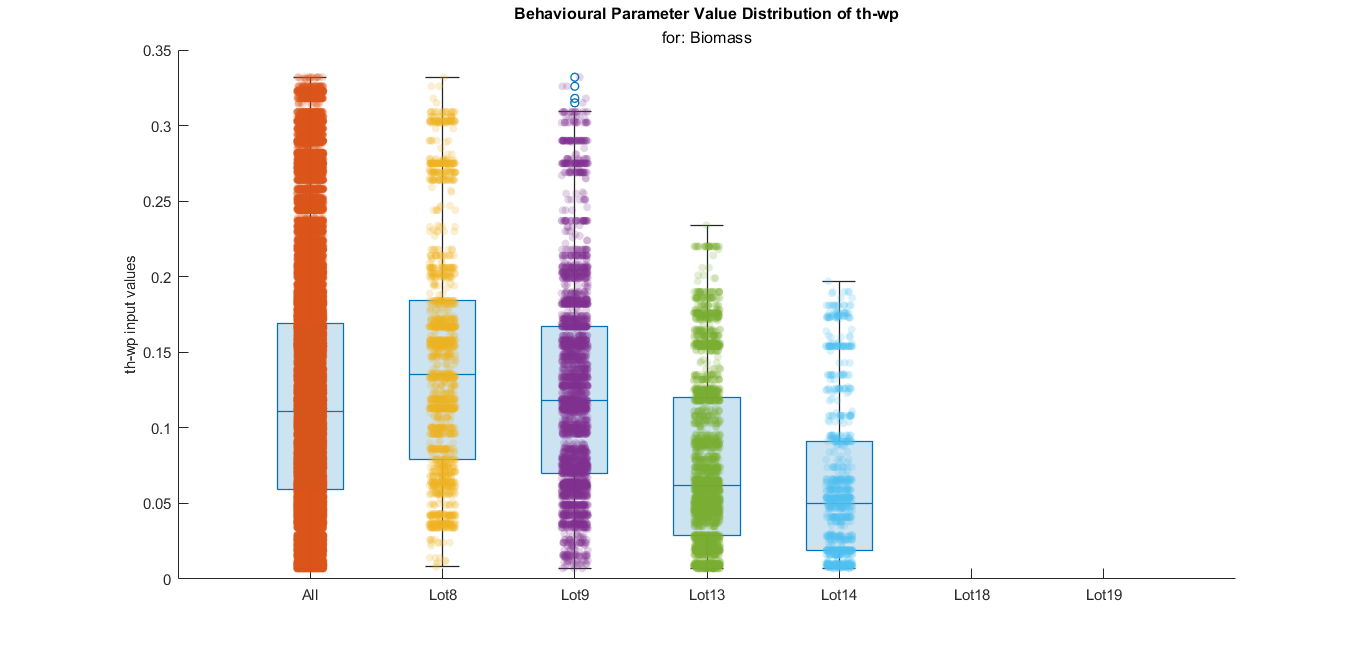 Behavioural Parameter Value Distribution of th-wp
for: Biomass
th-wp input values
0.35
0.3
0.25
0.2
0.15
0.1
0.05
0
All Lot8 Lot9 Lot13 Lot14 Lot18 Lot19